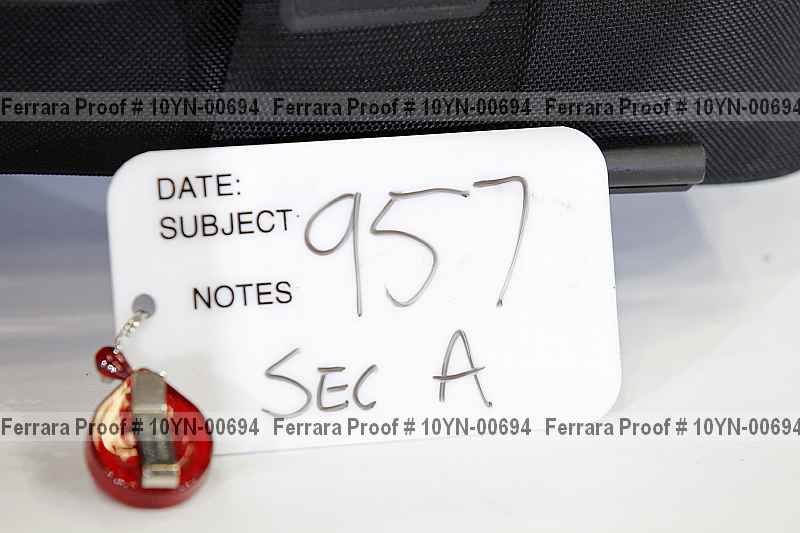 Ferrara Proof # 10YN-00694 Ferrara Proof # 10YN-00694 Ferrara Proof # 10YN-00694
DATE:
SUBJECT 957
NOTES
SEC A
Ferrara Proof # 10YN-00694 Ferrara Proof # 10YN-00694 Ferrara Proof # 10YN-00694